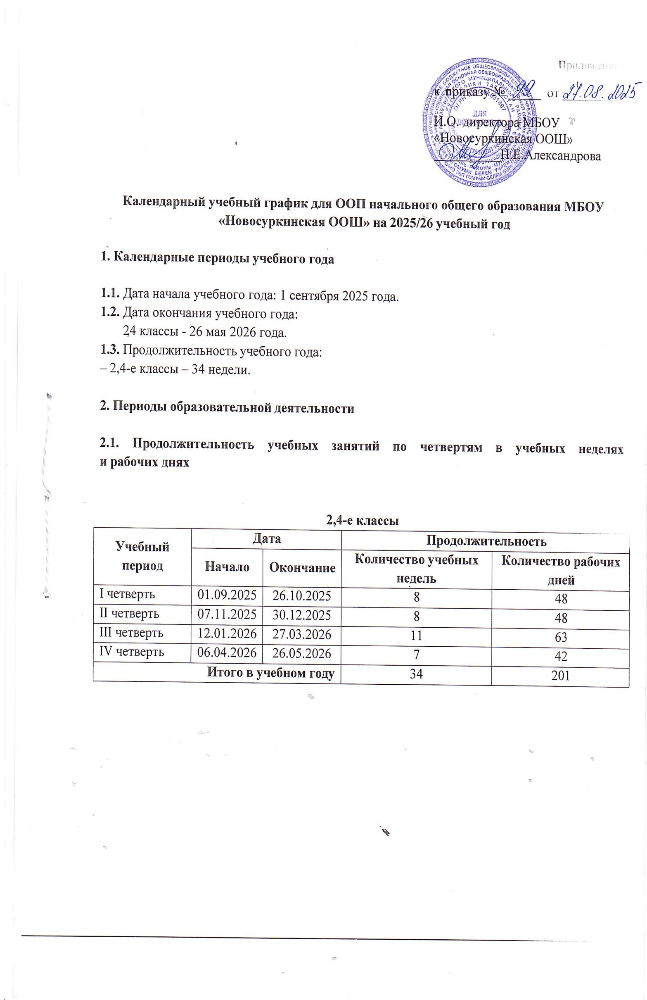 Приложение
к приказу № 99 от 27.08.2025
И.О. директора МБОУ
«Новосуркинская ООШ»
Н.Е.Александрова
ДЛЯ
Календарный учебный график для ООП начального общего образования МБОУ
«Новосуркинская ООШ» на 2025/26 учебный год
1. Календарные периоды учебного года
1.1. Дата начала учебного года: 1 сентября 2025 года.
1.2. Дата окончания учебного года:
2,4 классы - 26 мая 2026 года.
1.3. Продолжительность учебного года:
– 2,4-е классы – 34 недели.
2. Периоды образовательной деятельности
2.1. Продолжительность учебных занятий по четвертям в учебных неделях
и рабочих днях
2,4-е классы
Учебный период Дата Продолжительность
Начало Окончание Количество учебных недель Количество рабочих дней
I четверть 01.09.2025 26.10.2025 8 48
II четверть 07.11.2025 30.12.2025 8 48
III четверть 12.01.2026 27.03.2026 11 63
IV четверть 06.04.2026 26.05.2026 7 42
Итого в учебном году 34 201